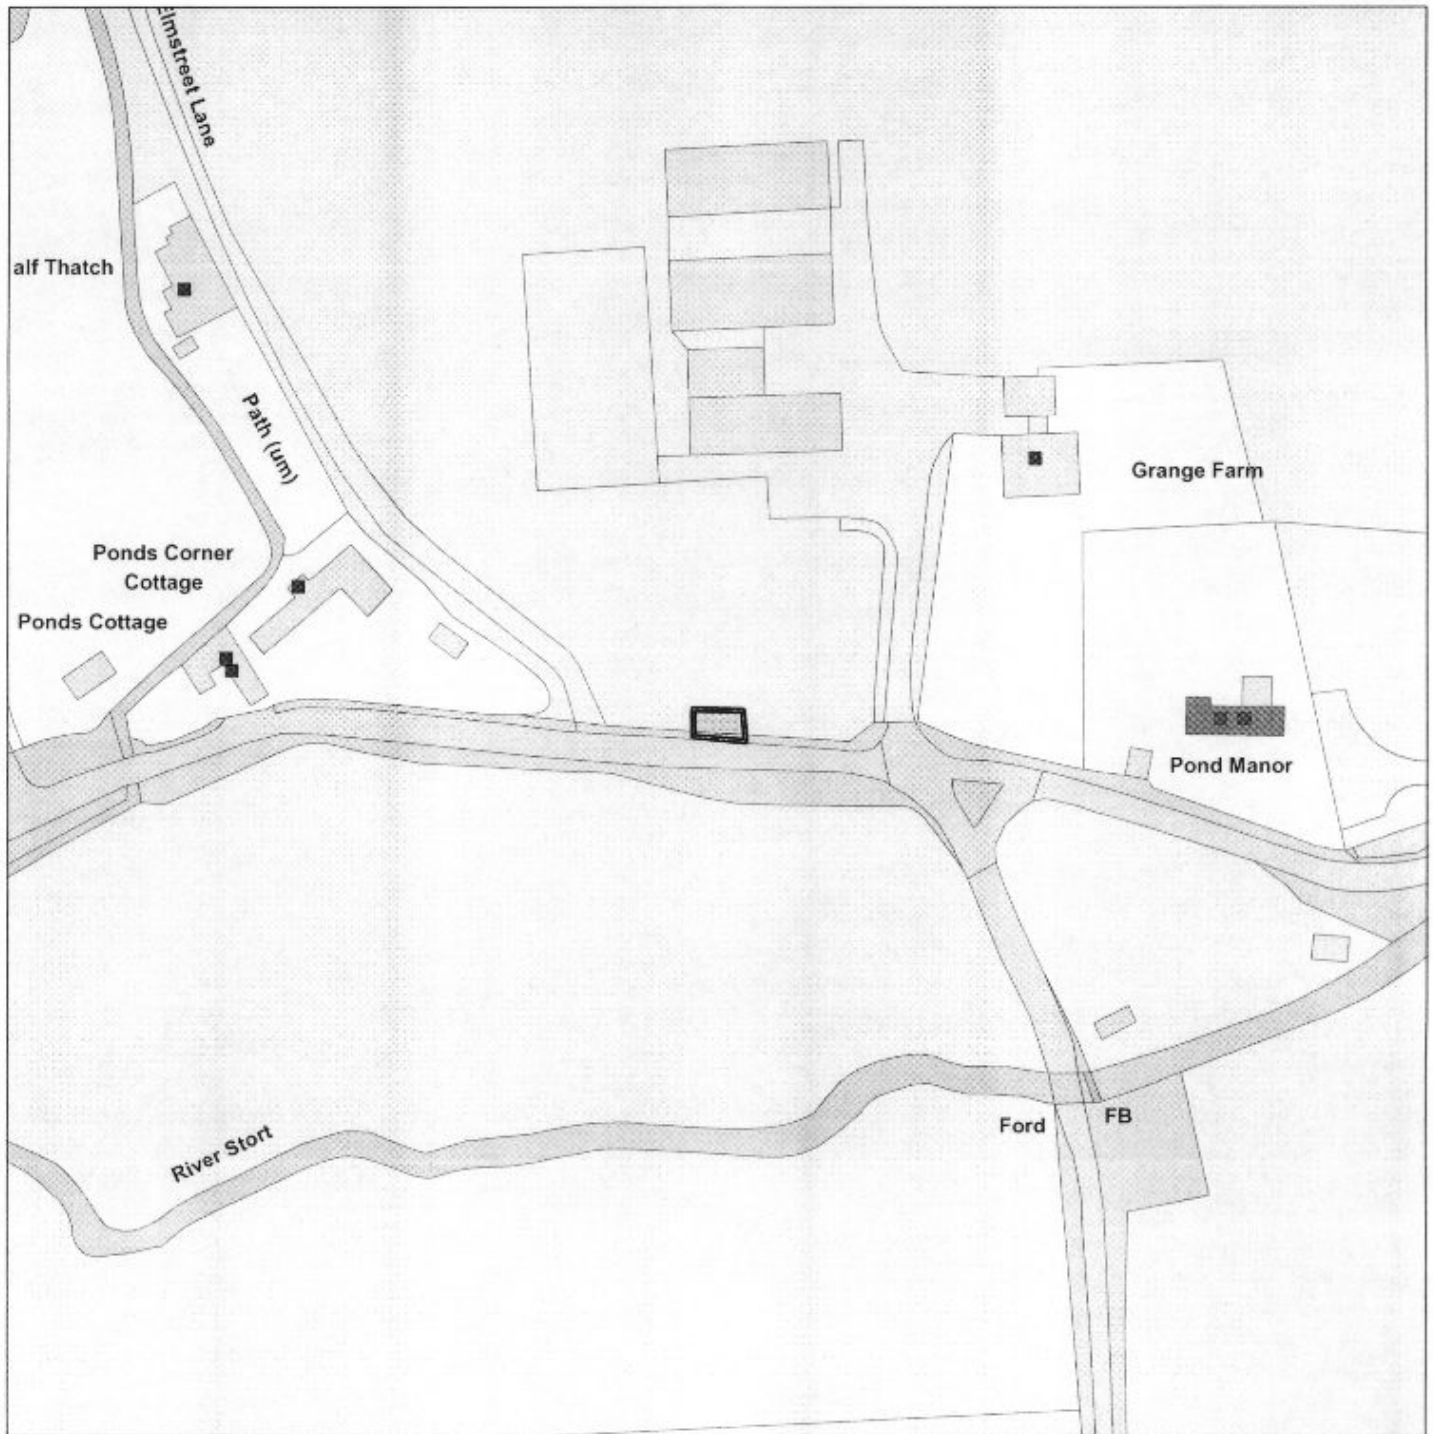 Elmstreet Lane
alf Thatch
Path (um)
Grange Farm
Ponds Corner
Cottage
Ponds Cottage
Pond Manor
Ford
FB
River Stort